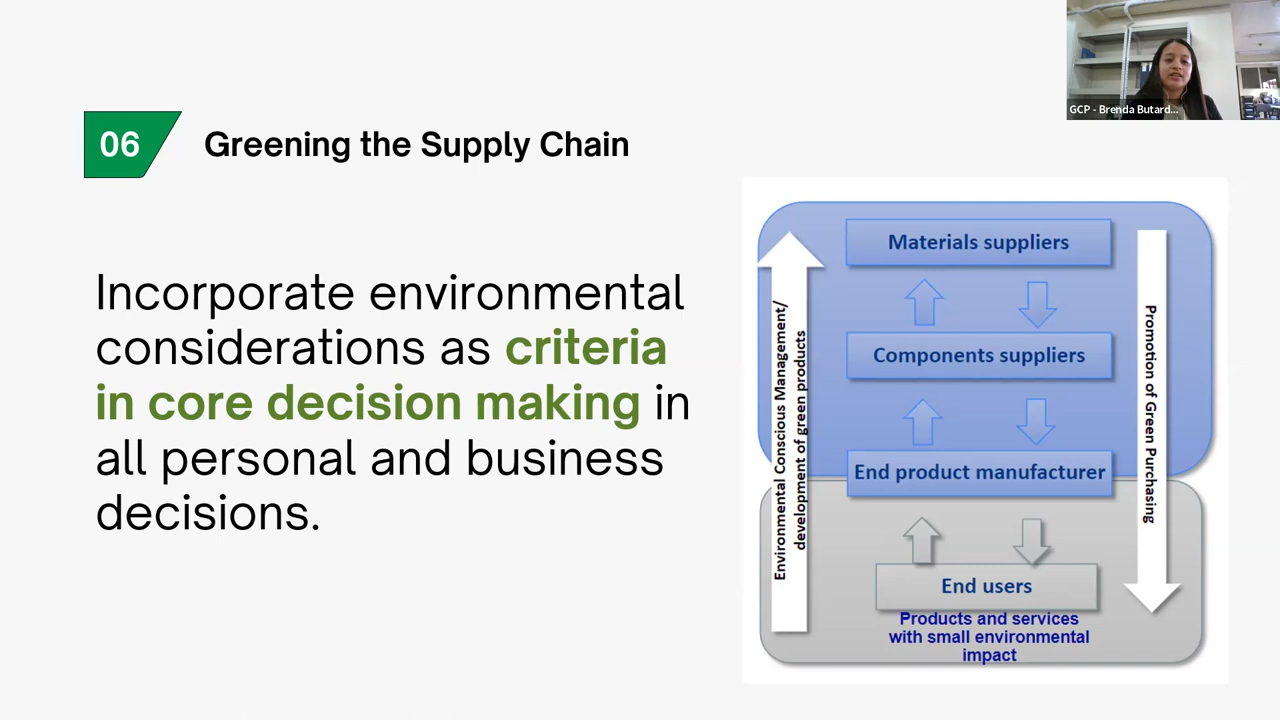 GCP - Brenda Butard...
06
Greening the Supply Chain
Incorporate environmental
considerations as criteria
in core decision making in
all personal and business
decisions.
Materials suppliers
Components suppliers
End product manufacturer
End users
Products and services
with small environmental
impact
Environmental Conscious Management/
development of green products
Promotion of Green Purchasing